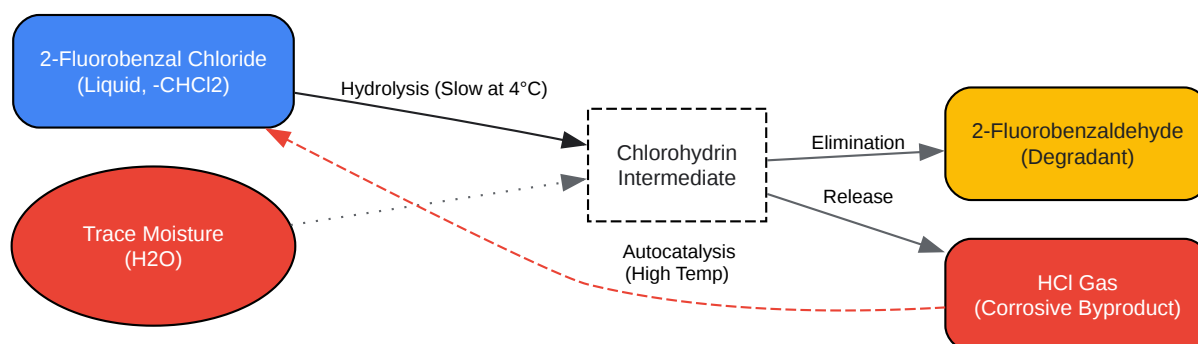 2-Fluorobenzal Chloride
(Liquid, -CHCl2)
Hydrolysis (Slow at 4°C)
Trace Moisture
(H2O)
Chlorohydrin
Intermediate
Elimination
Release
2-Fluorobenzaldehyde
(Degradant)
Autocatalysis
(High Temp)
HCl Gas
(Corrosive Byproduct)